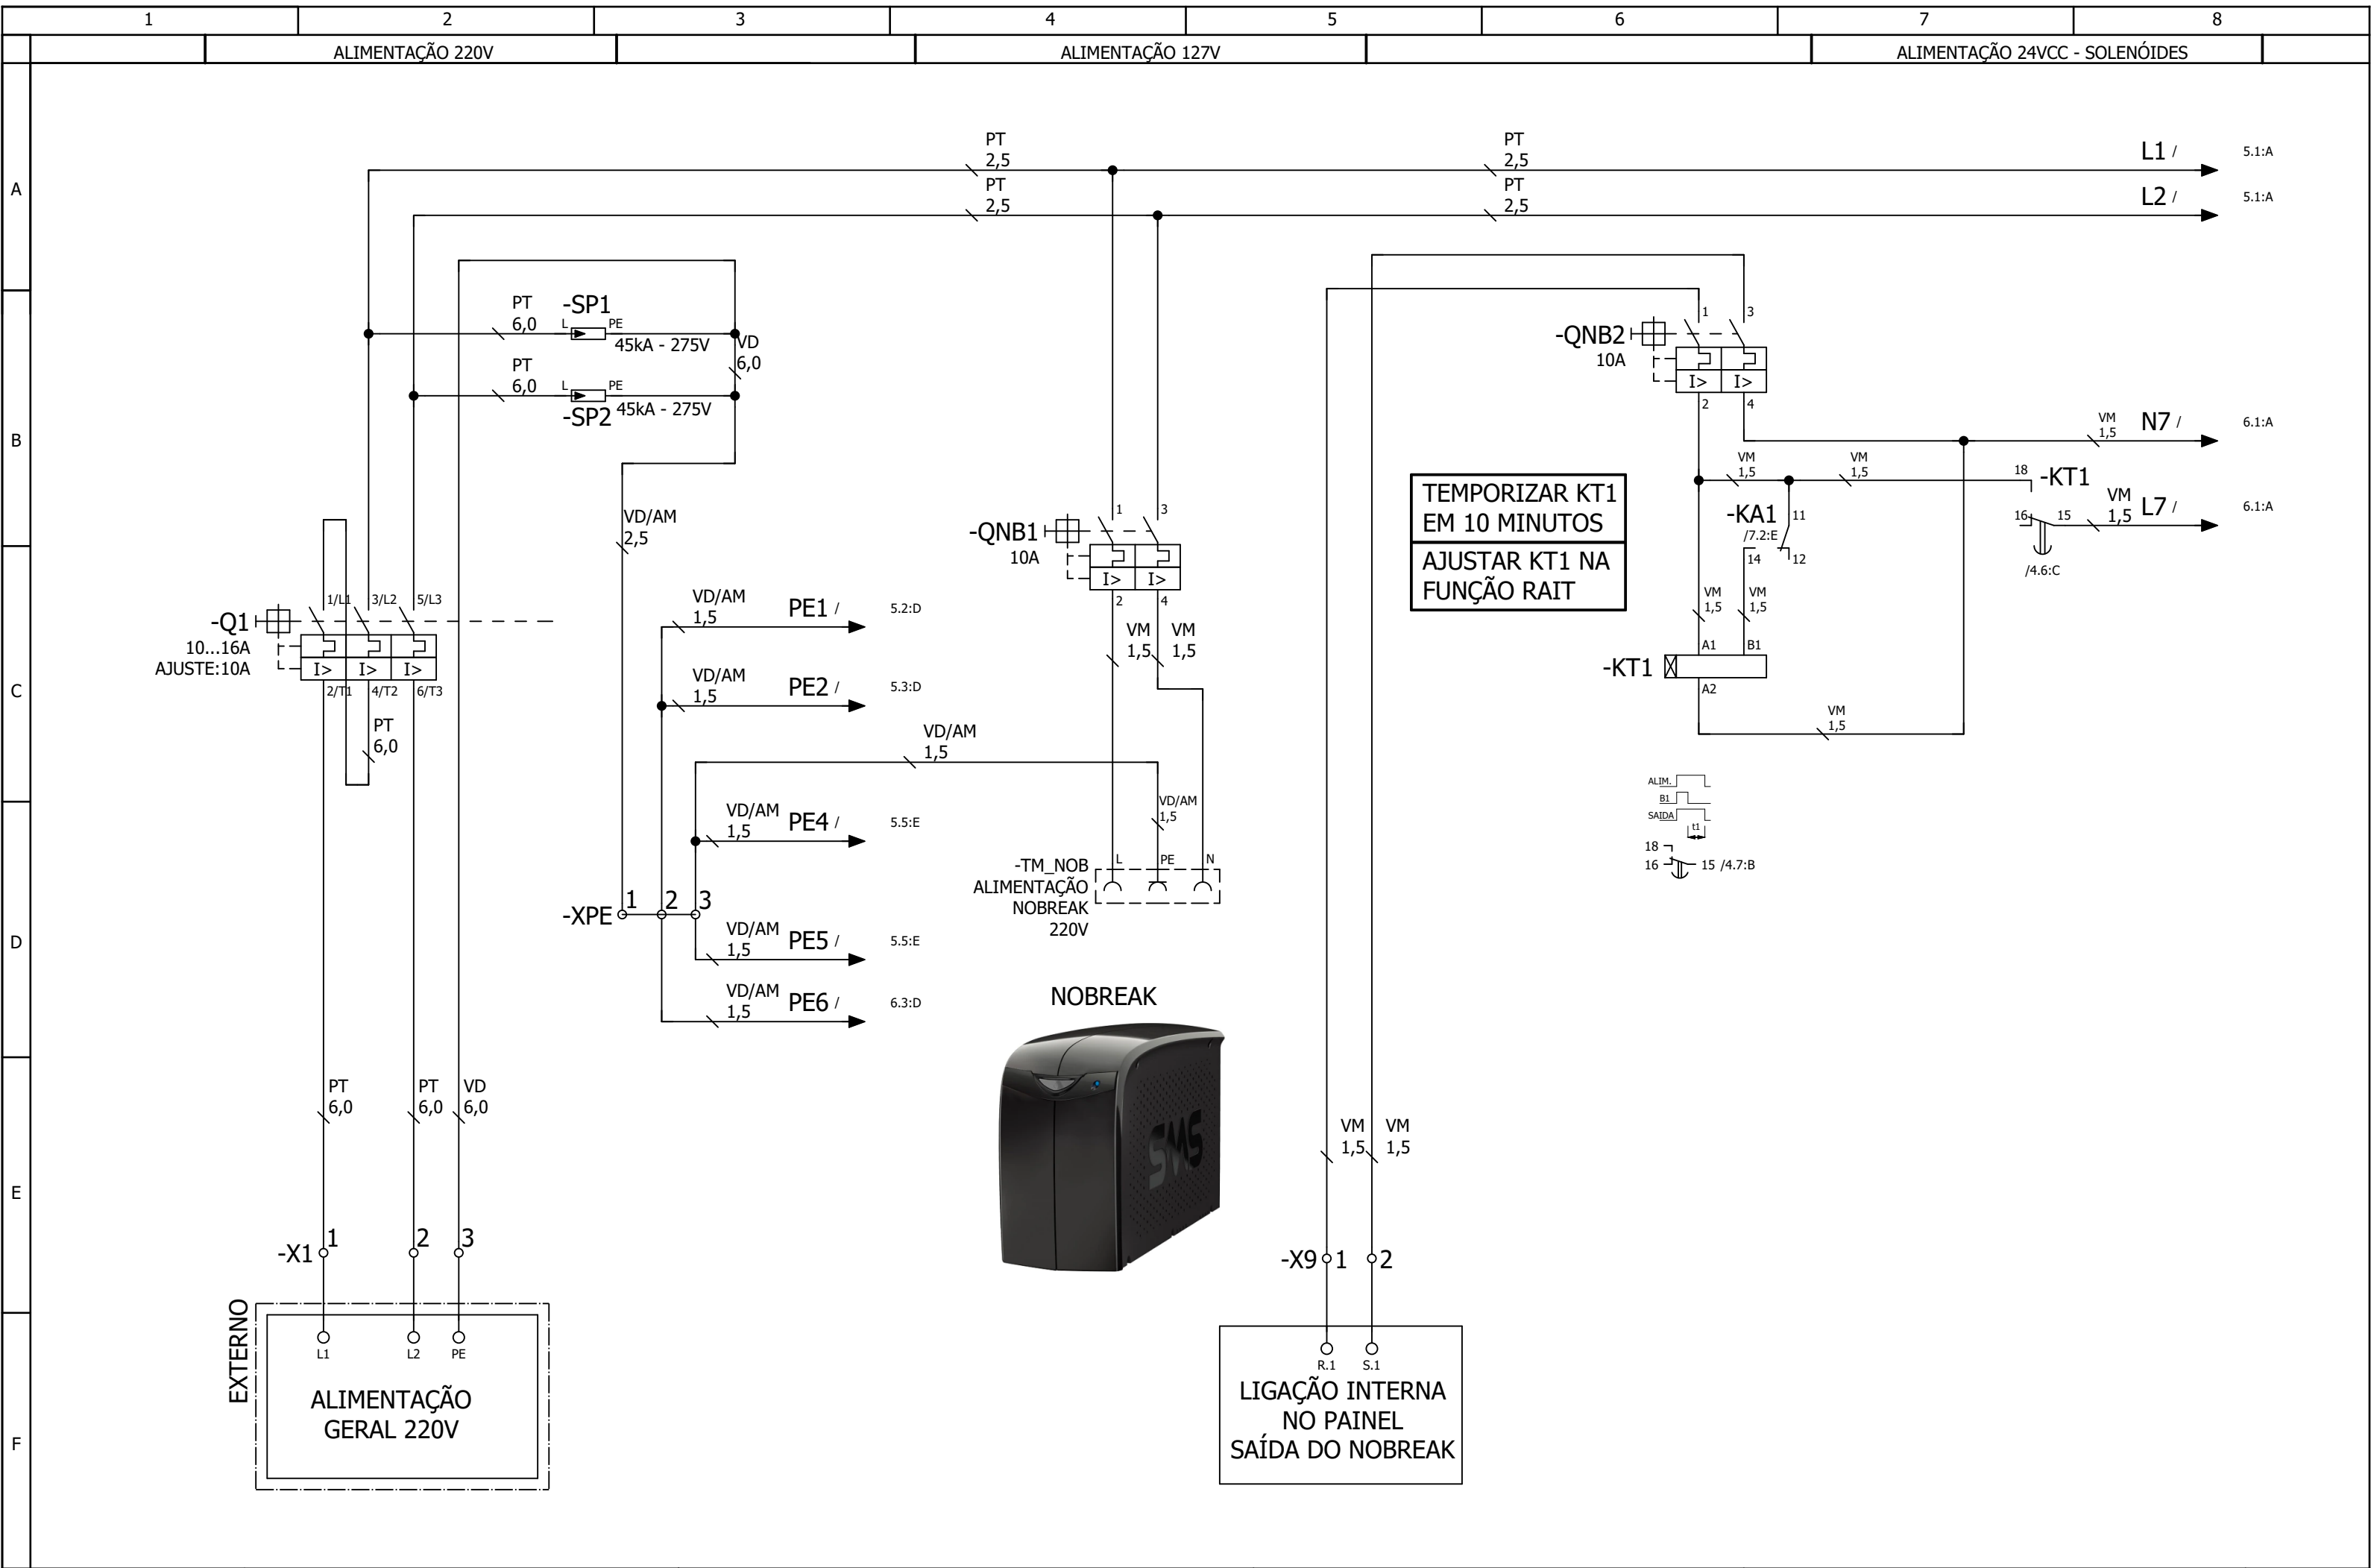 1 2 3 4 5 6 7 8
ALIMENTAÇÃO 220V
ALIMENTAÇÃO 127V
ALIMENTAÇÃO 24VCC - SOLENÓIDES
A
B
C
D
E
F
PT
2,5
PT
2,5
PT
2,5
PT
2,5
L1 / 5.1:A
L2 / 5.1:A
PT
6,0
-SP1
L PE
45kA - 275V
PT
6,0
L PE
-SP2
45kA - 275V
VD
6,0
VD/AM
2,5
-Q1
10...16A
AJUSTE:10A
1/L1 3/L2 5/L3
I> I> I>
2/T1 4/T2 6/T3
PT
6,0
VD/AM
1,5
PE1 / 5.2:D
VD/AM
1,5
PE2 / 5.3:D
VD/AM
1,5
VD/AM
1,5
PE4 / 5.5:E
-XPE 1 2 3
VD/AM
1,5
PE5 / 5.5:E
VD/AM
1,5
PE6 / 6.3:D
PT
6,0
PT
6,0
VD
6,0
-X1 1 2 3
EXTERNO
L1 L2 PE
ALIMENTAÇÃO
GERAL 220V
-QNB1
10A
1 3
I> I>
2 4
VM
1,5
VM
1,5
VD/AM
1,5
-TM_NOB
ALIMENTAÇÃO
NOBREAK
220V
L PE N
NOBREAK
SMS
VM
1,5
VM
1,5
-X9 1 2
R.1 S.1
LIGAÇÃO INTERNA
NO PAINEL
SAÍDA DO NOBREAK
-QNB2
10A
1 3
I> I>
2 4
TEMPORIZAR KT1
EM 10 MINUTOS
AJUSTAR KT1 NA
FUNÇÃO RAIT
VM
1,5
N7 / 6.1:A
VM
1,5
VM
1,5
18
-KT1
-KA1
/7.2:E
11
14 12
16 15
VM
1,5
L7 / 6.1:A
/4.6:C
VM
1,5
VM
1,5
-KT1
A1 B1
A2
VM
1,5
ALIM.
B1
SAIDA
t1
18
16 15 /4.7:B